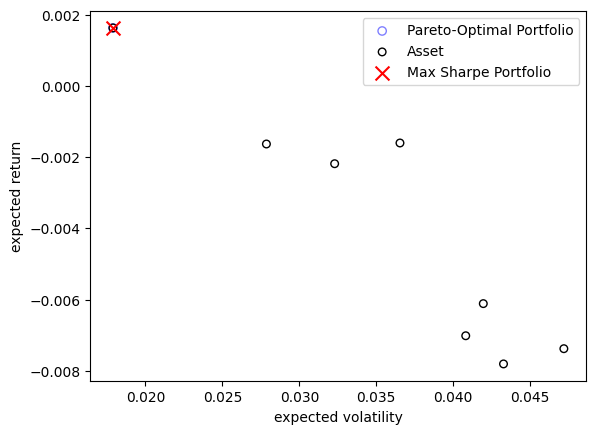 0.002
0.000
−0.002
−0.004
−0.006
−0.008
expected return
Pareto-Optimal Portfolio
Asset
Max Sharpe Portfolio
0.020 0.025 0.030 0.035 0.040 0.045
expected volatility